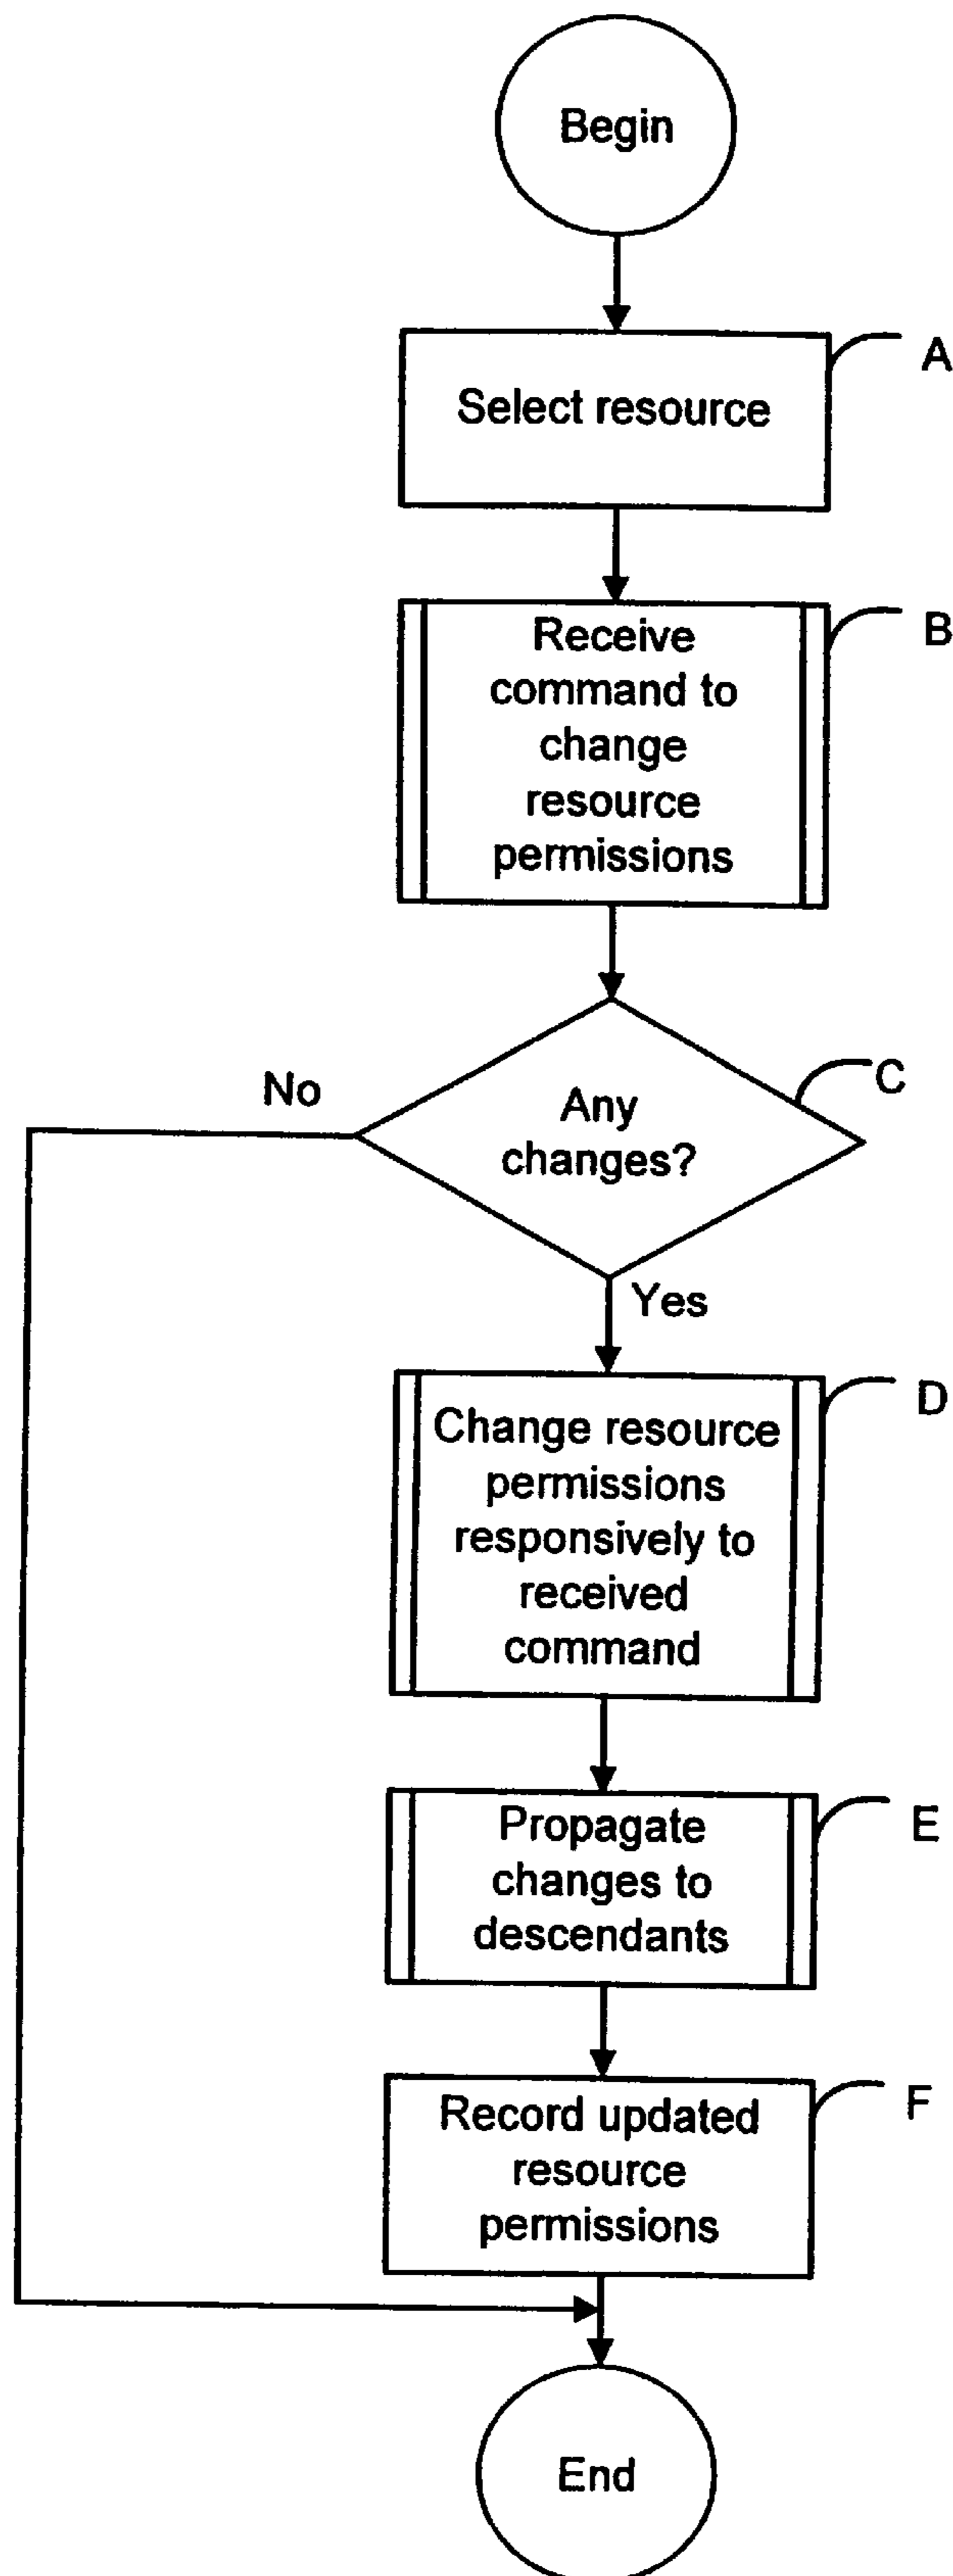 Begin
Select resource
A
Receive
command to
change
resource
permissions
B
Any
changes?
C
No
Yes
Change resource
permissions
responsively to
received
command
D
Propagate
changes to
descendants
E
Record updated
resource
permissions
F
End